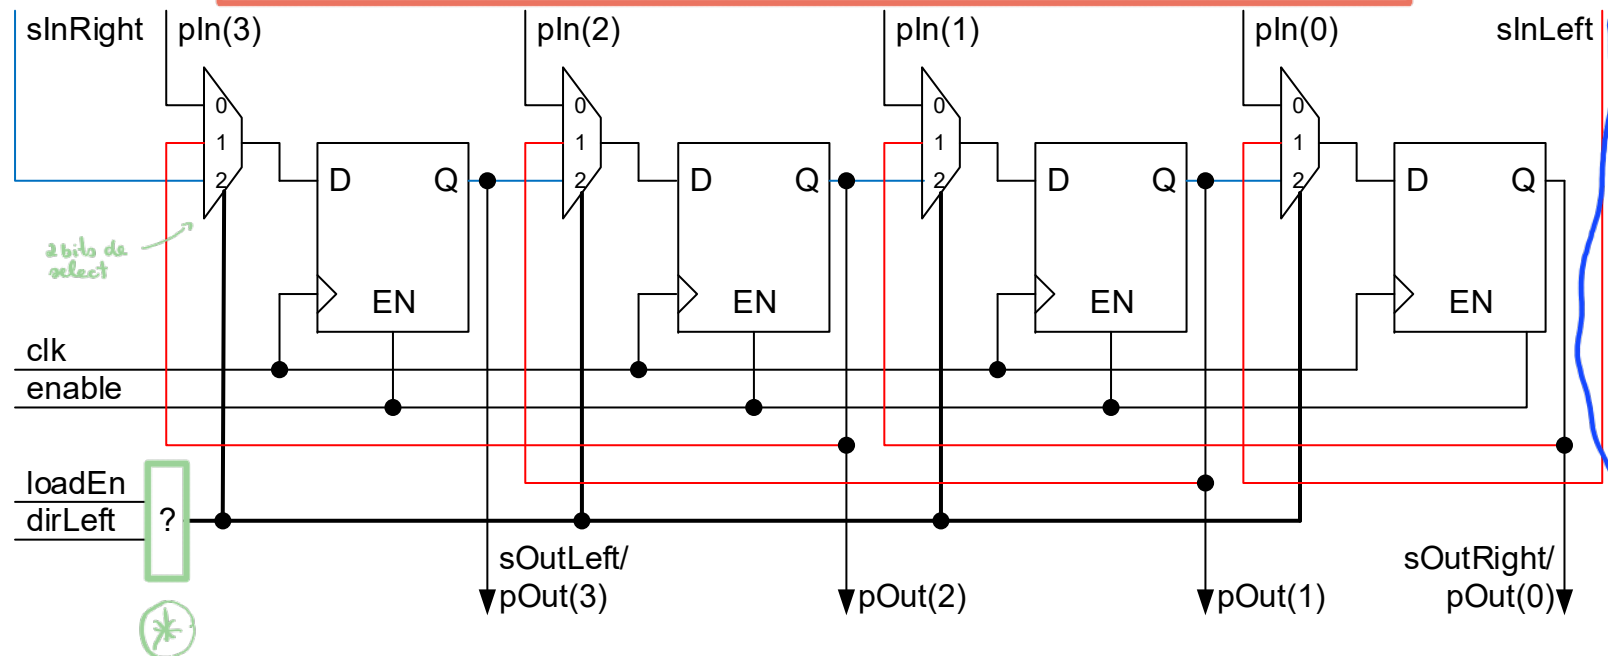 sInRight pIn(3) pIn(2) pIn(1) pIn(0) sInLeft
0 0 0 0
1 1 1 1
2 D Q 2 D Q 2 D Q 2 D Q
2 bits de
select
EN EN EN EN
clk
enable
loadEn
dirLeft ?
sOutLeft/ sOutRight/
pOut(3) pOut(2) pOut(1) pOut(0)
*